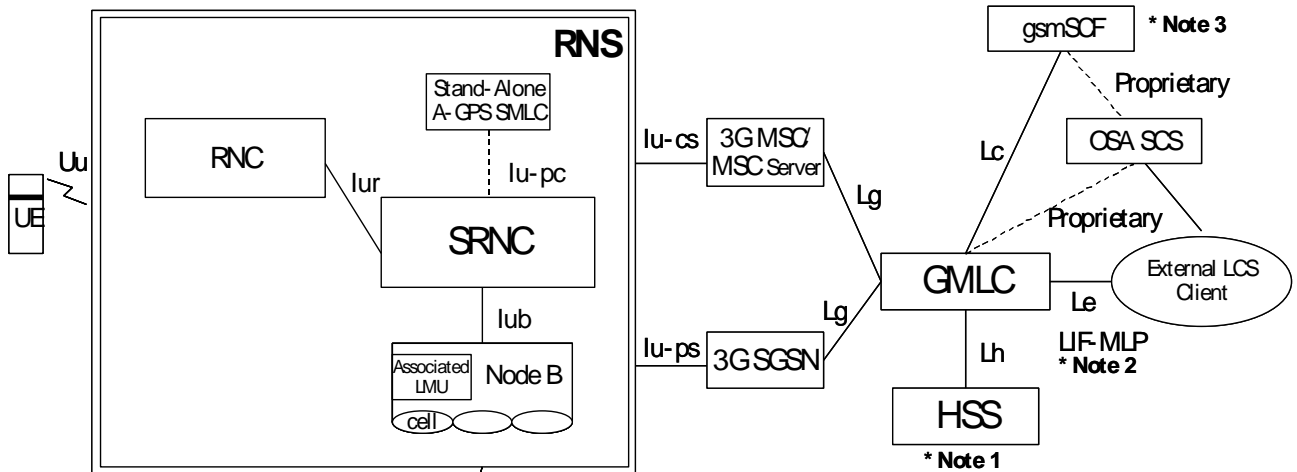 RNS
Stand-Alone
A-GPS SMLC
RNC
Iur
Iu-pc
SRNC
Iub
Associated
LMU
Node B
cell
Uu
UE
Iu-cs
3G MSC/
MSC Server
Lg
Iu-ps
3G SGSN
Lg
gsmSCF
* Note 3
Proprietary
OSA SCS
Lc
Proprietary
GMLC
External LCS
Client
Le
LIF-MLP
* Note 2
Lh
HSS
* Note 1